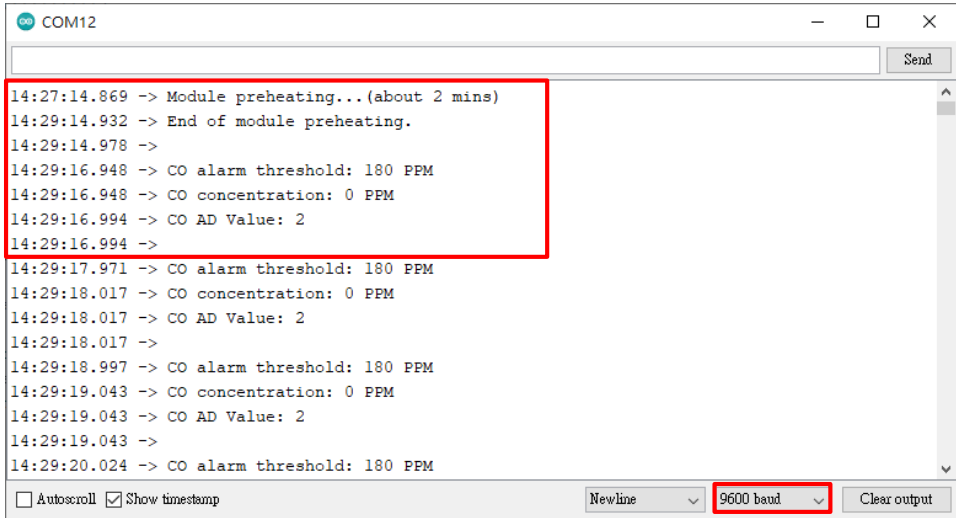 COM12
Send
14:27:14.869 -> Module preheating...(about 2 mins)
14:29:14.932 -> End of module preheating.
14:29:14.978 ->
14:29:16.948 -> CO alarm threshold: 180 PPM
14:29:16.948 -> CO concentration: 0 PPM
14:29:16.994 -> CO AD Value: 2
14:29:16.994 ->
14:29:17.971 -> CO alarm threshold: 180 PPM
14:29:18.017 -> CO concentration: 0 PPM
14:29:18.017 -> CO AD Value: 2
14:29:18.017 ->
14:29:18.997 -> CO alarm threshold: 180 PPM
14:29:19.043 -> CO concentration: 0 PPM
14:29:19.043 -> CO AD Value: 2
14:29:19.043 ->
14:29:20.024 -> CO alarm threshold: 180 PPM
Autoscroll Show timestamp Newline 9600 baud Clear output